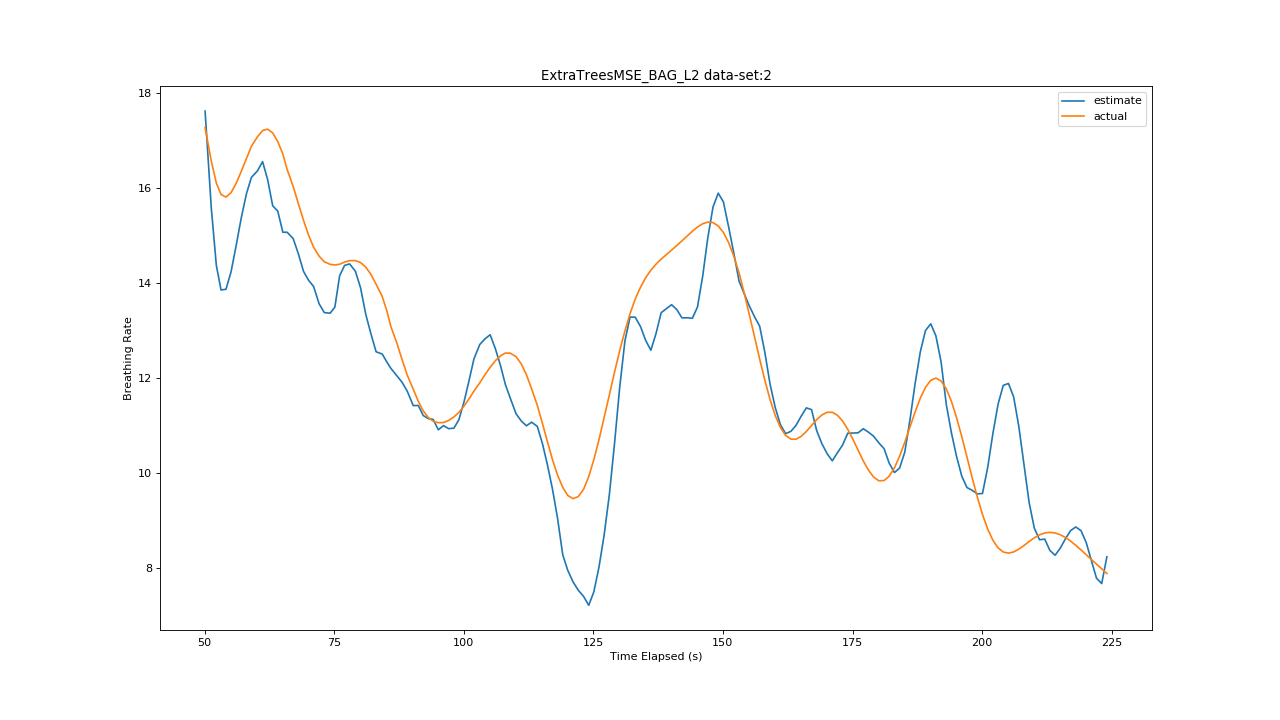 ExtraTreesMSE_BAG_L2 data-set:2
estimate
actual
Breathing Rate
18
16
14
12
10
8
50 75 100 125 150 175 200 225
Time Elapsed (s)